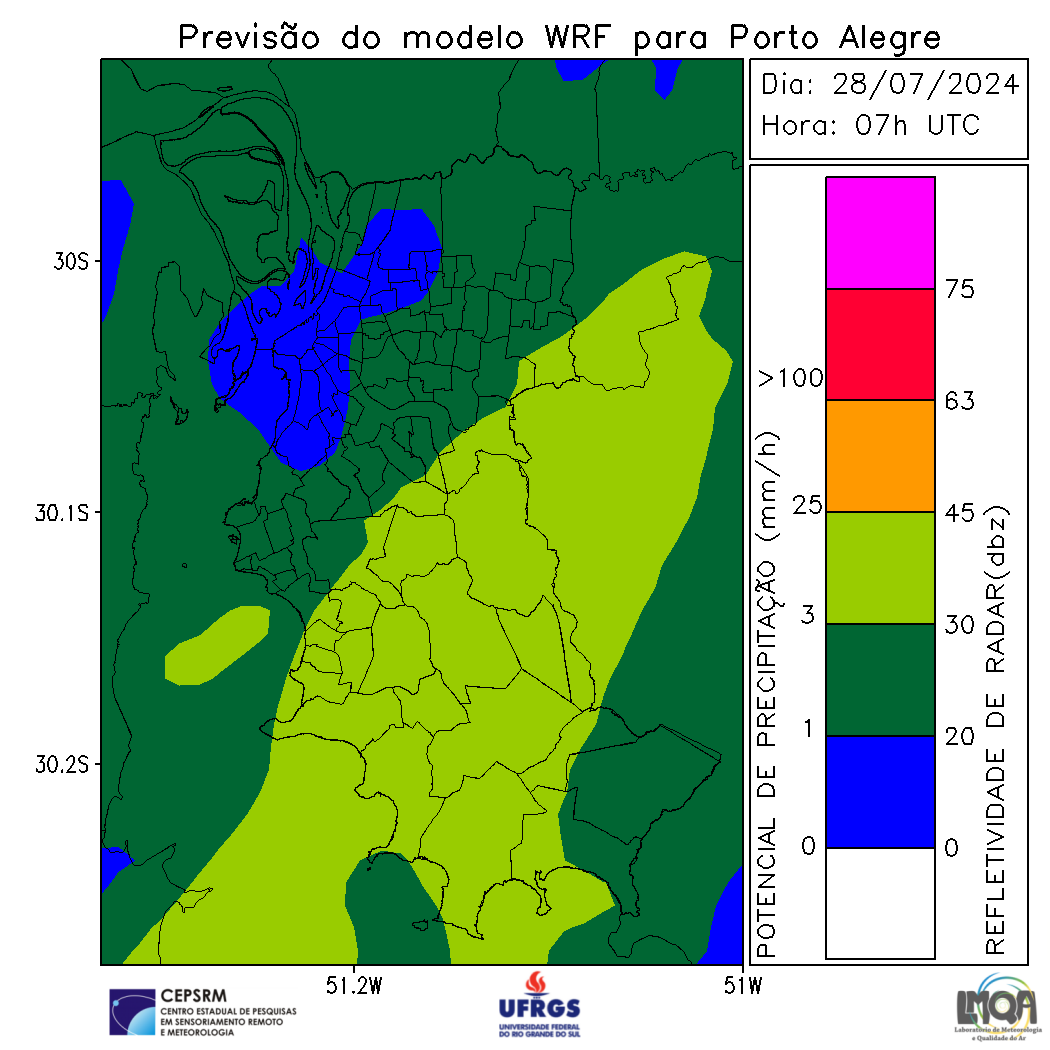 Previsão do modelo WRF para Porto Alegre
Dia: 28/07/2024
Hora: 07h UTC
30S
30.1S
30.2S
51.2W
51W
POTENCIAL DE PRECIPITAÇÃO (mm/h)
>100
25
3
1
0
75
63
45
30
20
0
REFLETIVIDADE DE RADAR(dbz)
CEPSRM
CENTRO ESTADUAL DE PESQUISAS
EM SENSORIAMENTO REMOTO
E METEOROLOGIA
UFRGS
UNIVERSIDADE FEDERAL
DO RIO GRANDE DO SUL
LMQA
Laboratório de Meteorologia
e Qualidade do Ar